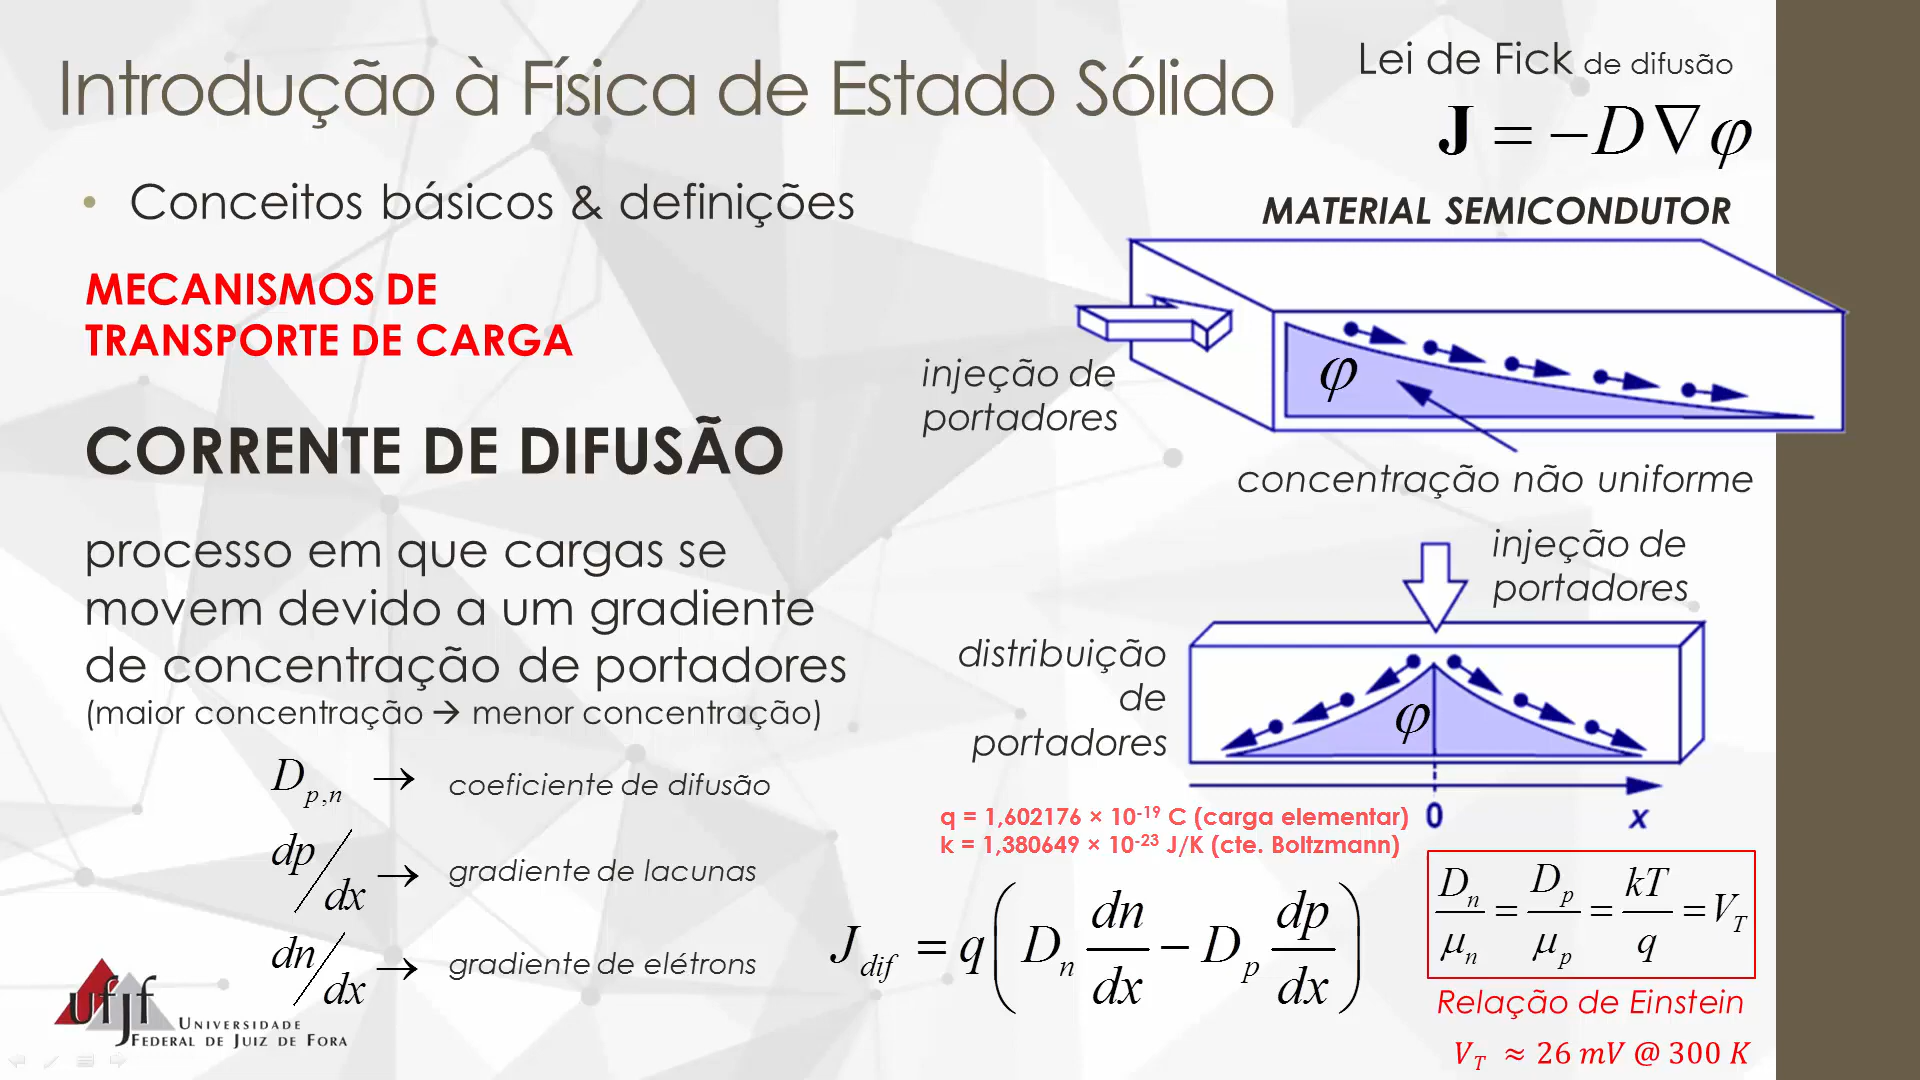 Introdução à Física de Estado Sólido
Lei de Fick de difusão
J = −D∇φ
• Conceitos básicos & definições
MATERIAL SEMICONDUTOR
MECANISMOS DE
TRANSPORTE DE CARGA
injeção de
portadores
φ
concentração não uniforme
CORRENTE DE DIFUSÃO
processo em que cargas se
movem devido a um gradiente
de concentração de portadores
(maior concentração → menor concentração)
injeção de
portadores
distribuição
de
portadores
φ
0
x
D_{p,n} → coeficiente de difusão
dp/dx → gradiente de lacunas
dn/dx → gradiente de elétrons
q = 1,602176 × 10⁻¹⁹ C (carga elementar)
k = 1,380649 × 10⁻²³ J/K (cte. Boltzmann)
J_{dif} = q(D_n dn/dx − D_p dp/dx)
D_n/μ_n = D_p/μ_p = kT/q = V_T
Relação de Einstein
V_T ≈ 26 mV @ 300 K
ufjf
UNIVERSIDADE
FEDERAL DE JUIZ DE FORA